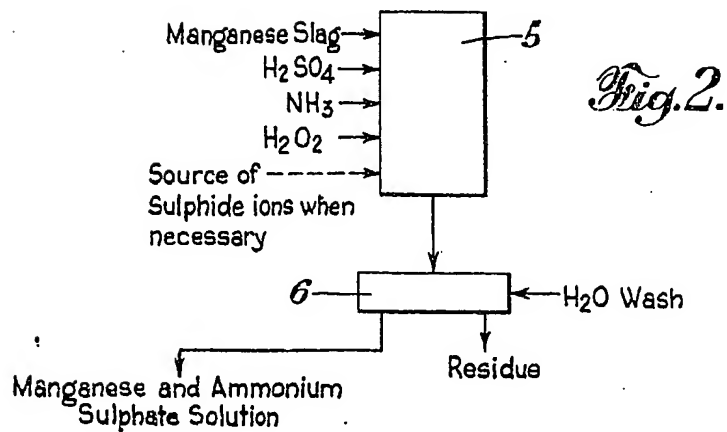 Manganese Slag
5
Fig. 2.
H2SO4
NH3
H2O2
Source of
Sulphide ions when
necessary
6
H2O Wash
Residue
Manganese and Ammonium
Sulphate Solution